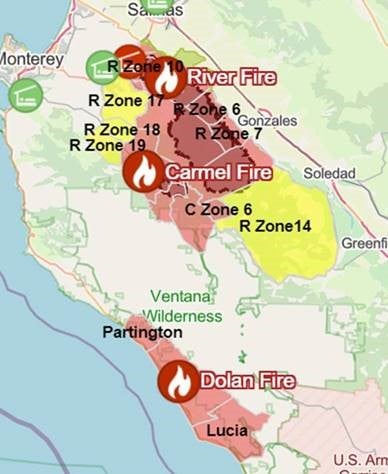 Salinas
Monterey
R Zone 10
River Fire
R Zone 17
R Zone 6
Gonzales
R Zone 18
R Zone 7
R Zone 19
Carmel Fire
Soledad
C Zone 6
R Zone14
Greenfi
Ventana
Wilderness
Partington
Dolan Fire
Lucia
U.S. Arm